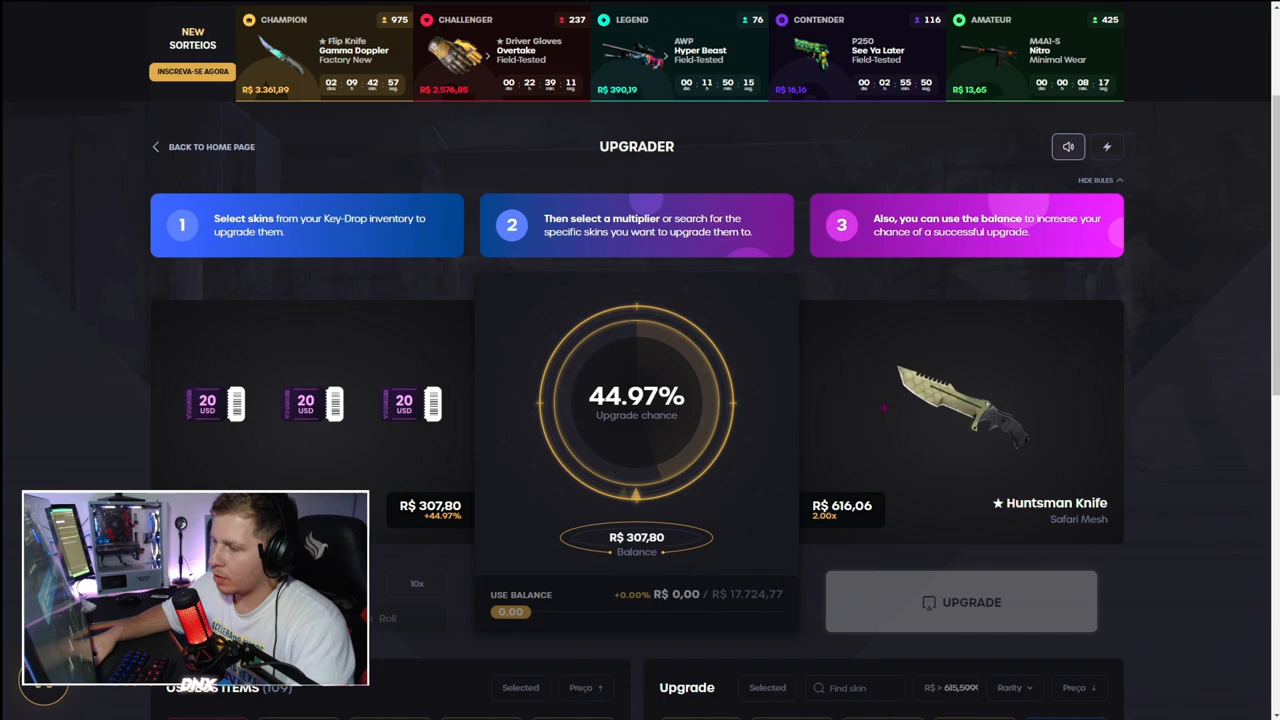 NEW
SORTEIOS
INSCREVA-SE AGORA
CHAMPION
975
★ Flip Knife
Gamma Doppler
Factory New
02 09 42 57
R$ 3.361,89
CHALLENGER
237
★ Driver Gloves
Overtake
Field-Tested
00 22 39 11
R$ 2.576,85
LEGEND
76
AWP
Hyper Beast
Field-Tested
00 11 50 15
R$ 390,19
CONTENDER
116
P250
See Ya Later
Field-Tested
00 02 55 50
R$ 16,16
AMATEUR
425
M4A1-S
Nitro
Minimal Wear
00 00 08 17
R$ 13,65
BACK TO HOME PAGE
UPGRADER
HIDE RULES
1
Select skins from your Key-Drop inventory to
upgrade them.
2
Then select a multiplier or search for the
specific skins you want to upgrade them to.
3
Also, you can use the balance to increase your
chance of a successful upgrade.
20
USD
20
USD
20
USD
44.97%
Upgrade chance
R$ 307,80
+44.97%
R$ 307,80
Balance
R$ 616,06
2.00x
★ Huntsman Knife
Safari Mesh
10x
Roll
USE BALANCE
+0.00% R$ 0,00 / R$ 17.724,77
0.00
UPGRADE
ITEMS (109)
Selected
Preço ↑
Upgrade
Selected
Find skin
R$ >
Rarity
Preço ↓